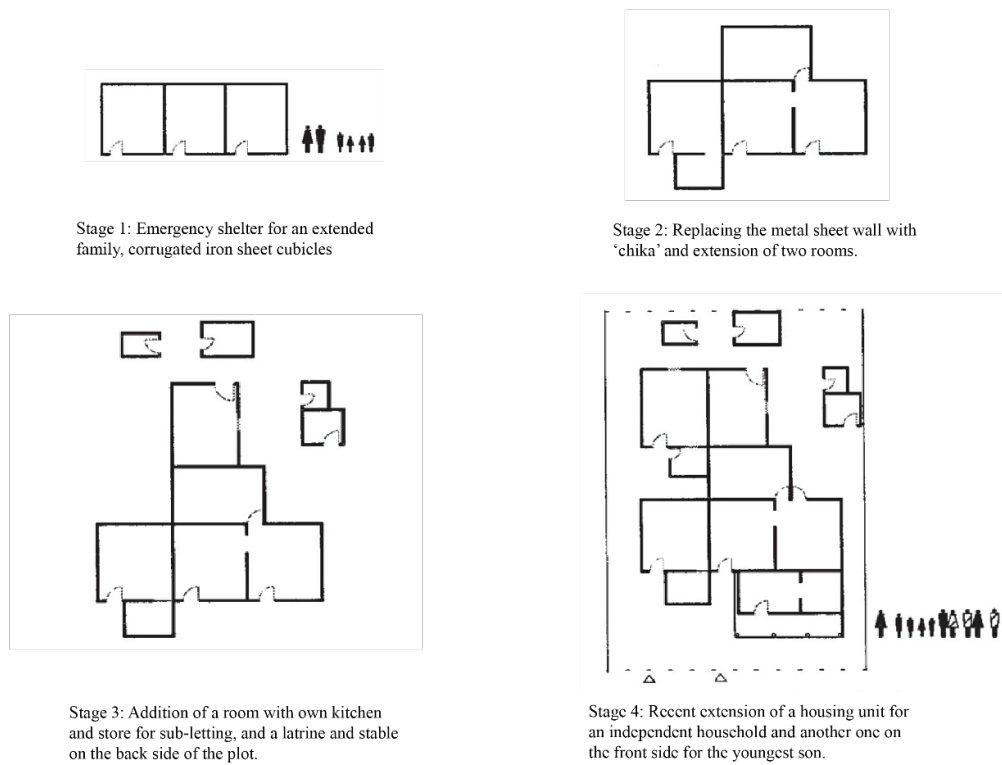 Stage 1: Emergency shelter for an extended
family, corrugated iron sheet cubicles
Stage 2: Replacing the metal sheet wall with
‘chika’ and extension of two rooms.
Stage 3: Addition of a room with own kitchen
and store for sub-letting, and a latrine and stable
on the back side of the plot.
Stage 4: Recent extension of a housing unit for
an independent household and another one on
the front side for the youngest son.